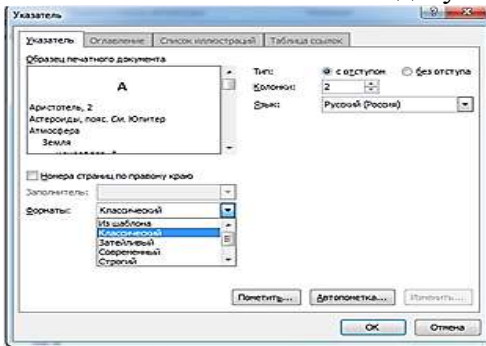 Указатель
Указатель Оглавление Список иллюстраций Таблица ссылок
Образец печатного документа
А
Аристотель, 2
Астероиды, пояс. См. Юпитер
Атмосфера
Земля
Тип: с отступом без отступа
Колонки: 2
Язык: Русский (Россия)
Номера страниц по правому краю
Заполнитель:
Форматы: Классический
Из шаблона
Классический
Затейливый
Современный
Строгий
Пометить... Автопометка... Изменить...
ОК Отмена